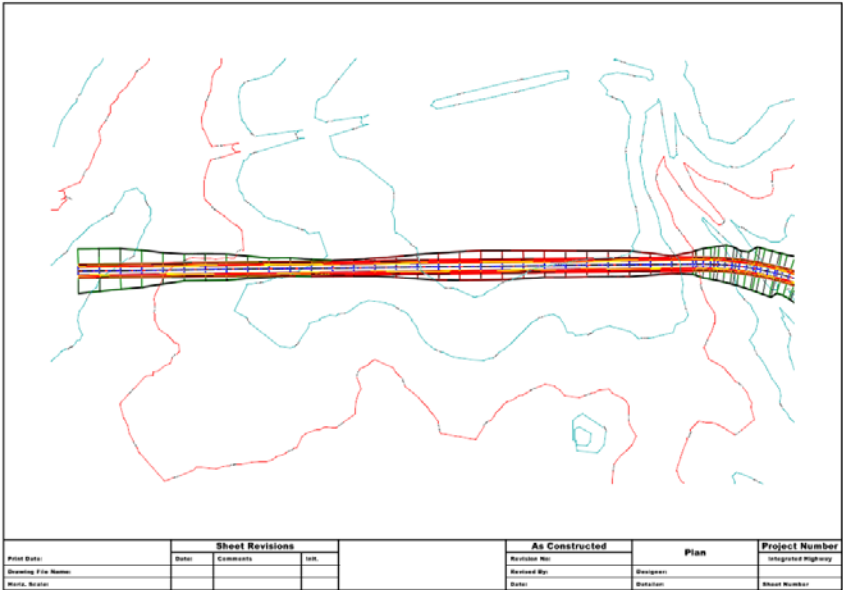 Sheet Revisions
As Constructed
Plan
Project Number
Print Date:
Date:
Comments
Init.
Revision No:
Integrated Highway
Drawing File Name:
Revised By:
Designer:
Horiz. Scale:
Date:
Detailer:
Sheet Number